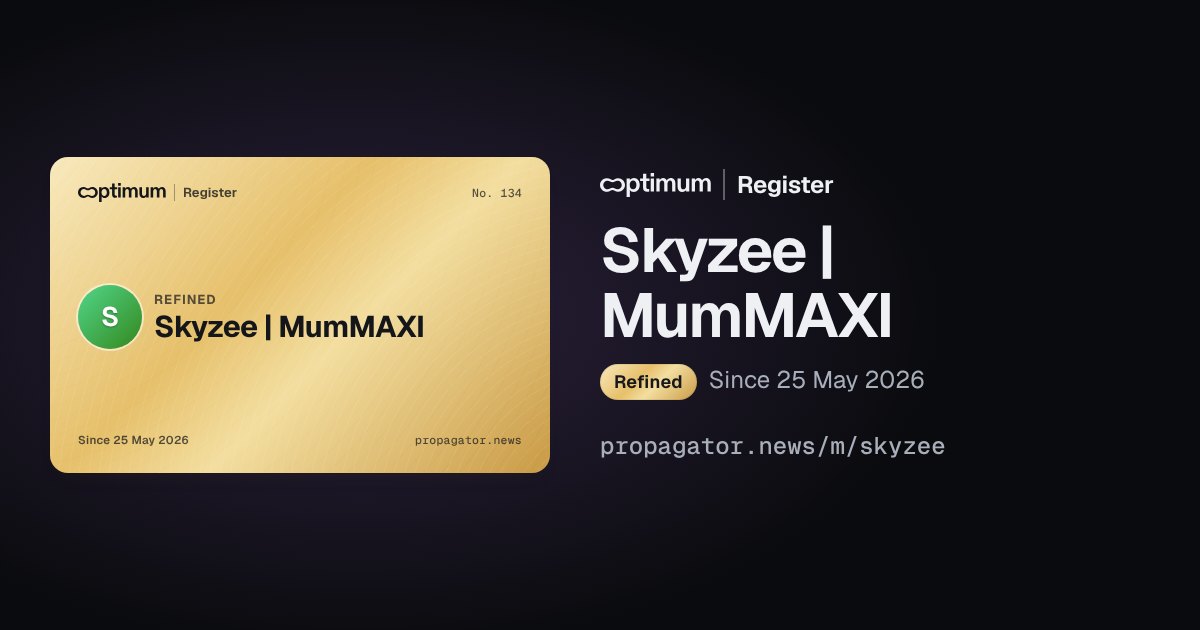 optimum | Register
No. 134
S
REFINED
Skyzee | MumMAXI
Since 25 May 2026
propagator.news
optimum | Register
Skyzee |
MumMAXI
Refined Since 25 May 2026
propagator.news/m/skyzee